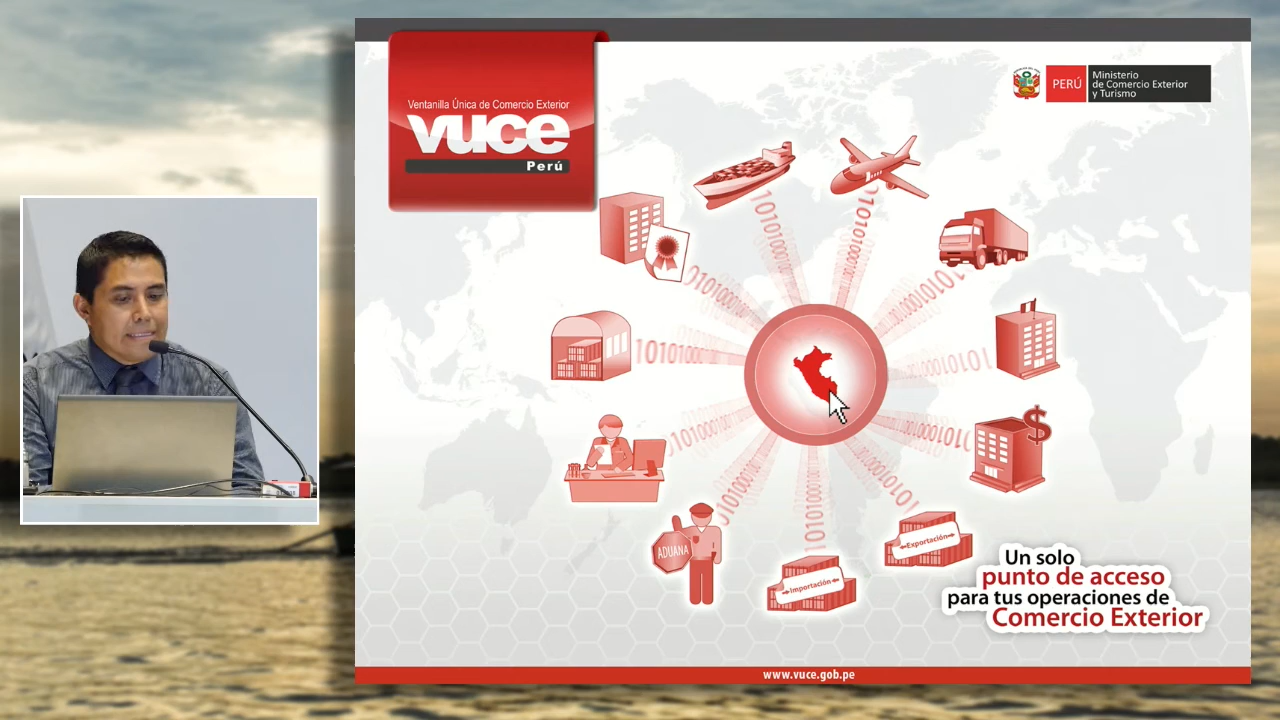 Ventanilla Única de Comercio Exterior
vuce
Perú
PERÚ
Ministerio
de Comercio Exterior
y Turismo
ADUANA
Importación
Exportación
Un solo
punto de acceso
para tus operaciones de
Comercio Exterior
www.vuce.gob.pe